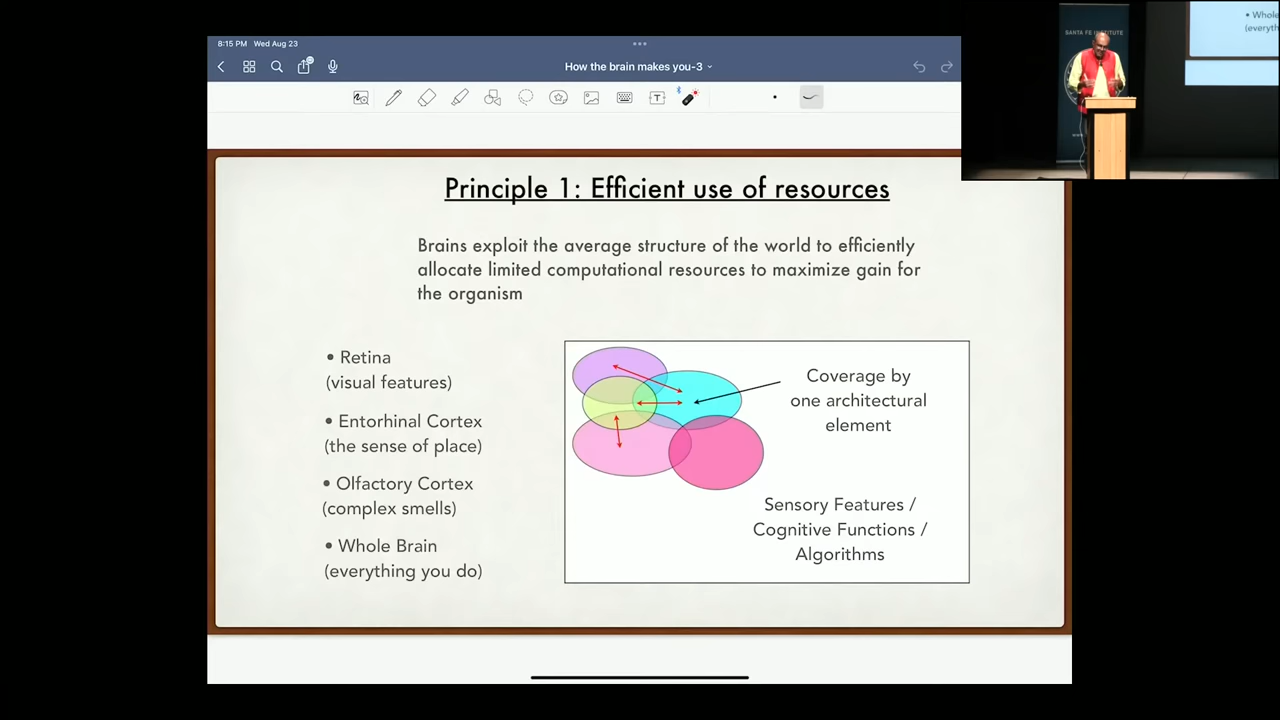 8:15 PM Wed Aug 23
How the brain makes you-3
• Whole
(everyth
SANTA FE INSTITUTE
Principle 1: Efficient use of resources
Brains exploit the average structure of the world to efficiently
allocate limited computational resources to maximize gain for
the organism
• Retina
(visual features)
• Entorhinal Cortex
(the sense of place)
• Olfactory Cortex
(complex smells)
• Whole Brain
(everything you do)
Coverage by
one architectural
element
Sensory Features /
Cognitive Functions /
Algorithms